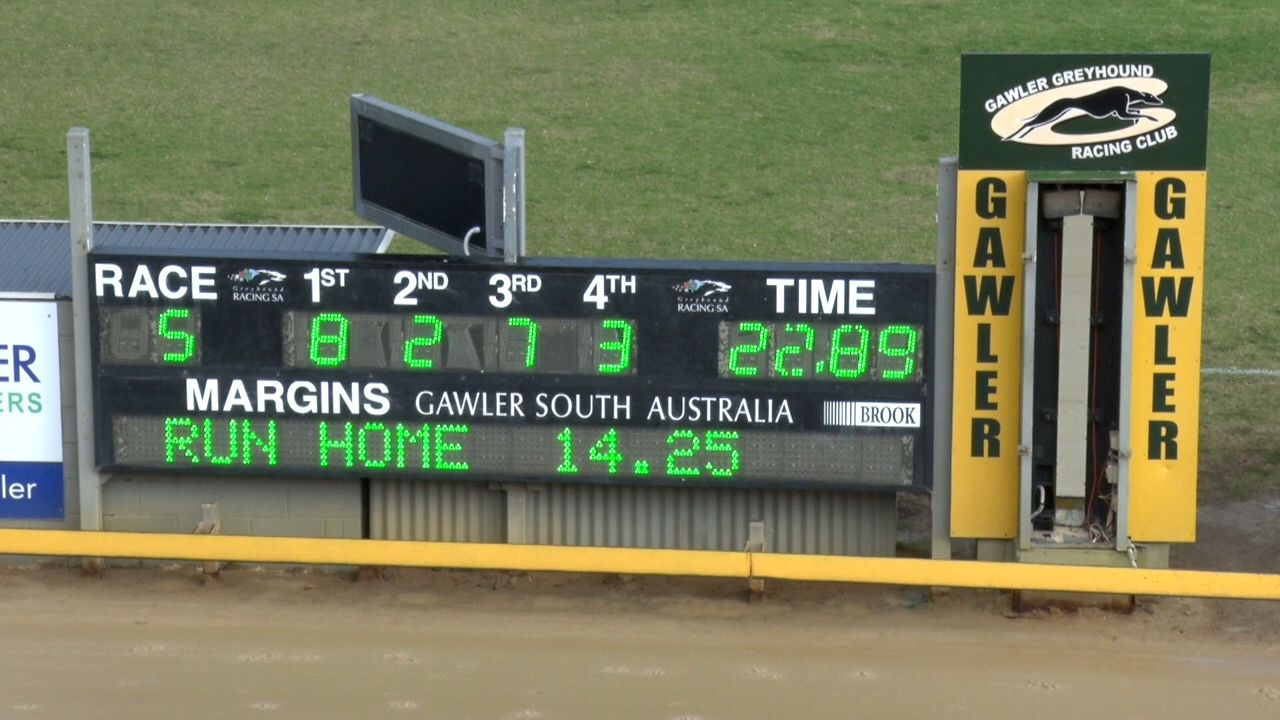 GAWLER GREYHOUND
RACING CLUB
GAWLER
GAWLER
RACE 1ST 2ND 3RD 4TH TIME
Greyhound
RACING SA
Greyhound
RACING SA
5 8 2 7 3 22.89
MARGINS GAWLER SOUTH AUSTRALIA BROOK
RUN HOME 14.25
ER
ERS
ler